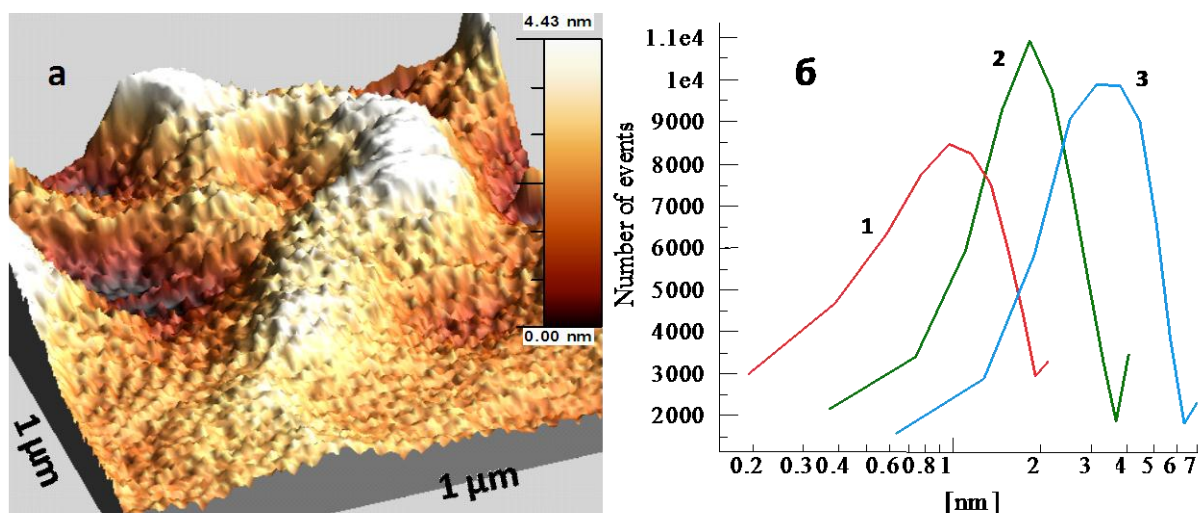 4.43 nm
а
0.00 nm
1 µm
1 µm
б
Number of events
1.1e4
1e4
9000
8000
7000
6000
5000
4000
3000
2000
1
2
3
0.2 0.3 0.4 0.6 0.8 1 2 3 4 5 6 7
[nm]